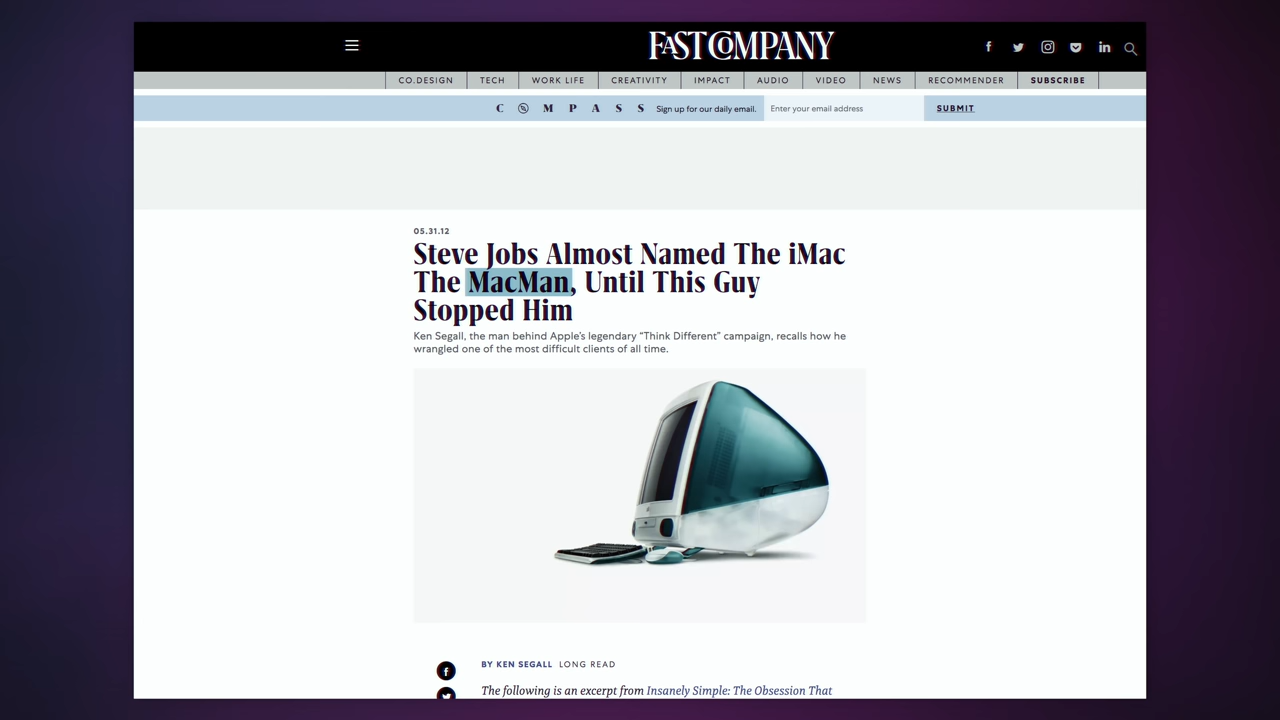 FAST COMPANY
CO.DESIGN TECH WORK LIFE CREATIVITY IMPACT AUDIO VIDEO NEWS RECOMMENDER SUBSCRIBE
COMPASS Sign up for our daily email. Enter your email address SUBMIT
05.31.12
Steve Jobs Almost Named The iMac
The MacMan, Until This Guy
Stopped Him
Ken Segall, the man behind Apple's legendary “Think Different” campaign, recalls how he
wrangled one of the most difficult clients of all time.
BY KEN SEGALL LONG READ
The following is an excerpt from Insanely Simple: The Obsession That